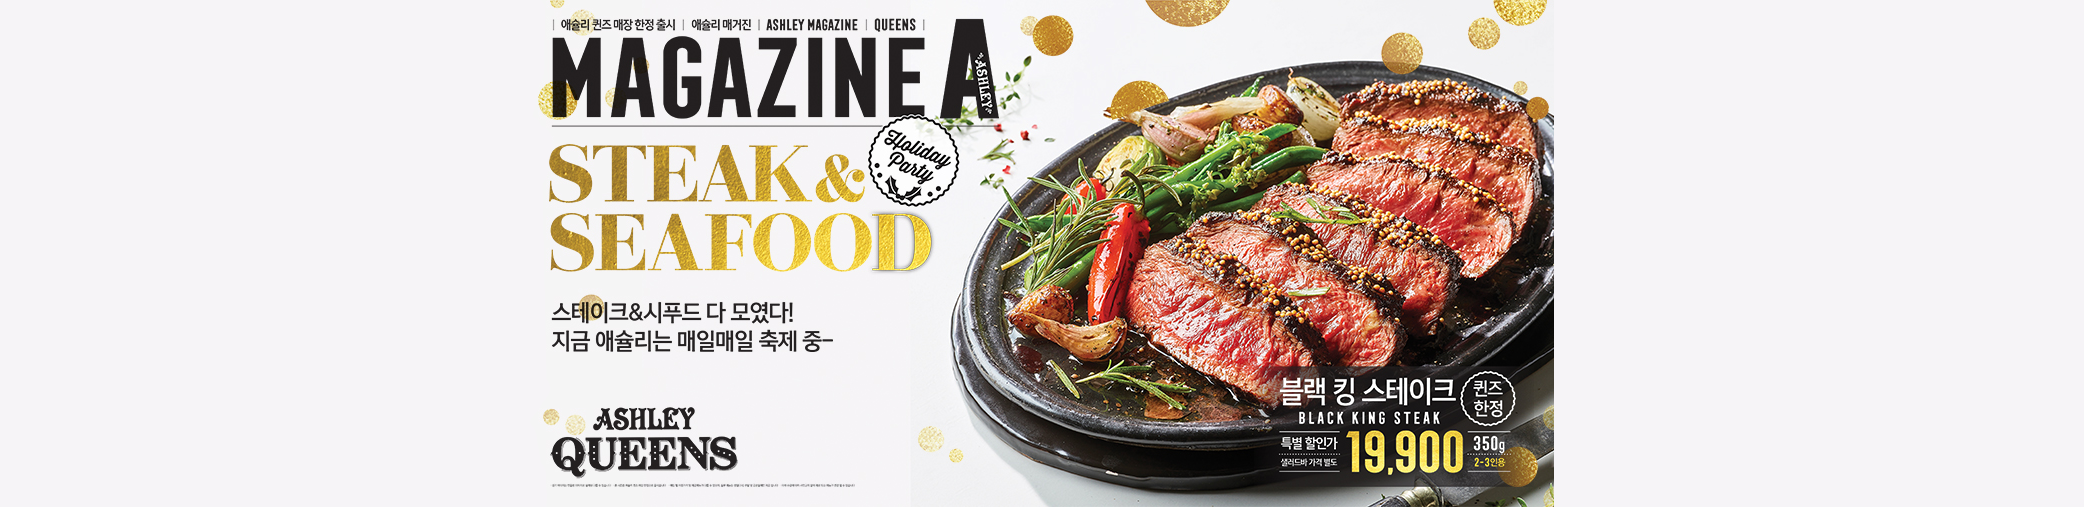 | 애슐리 퀸즈 매장 한정 출시 | 애슐리 매거진 | ASHLEY MAGAZINE | QUEENS |
MAGAZINE A
ASHLEY
STEAK &
SEAFOOD
Holiday
Party
스테이크&시푸드 다 모였다!
지금 애슐리는 매일매일 축제 중-
ASHLEY
QUEENS
블랙 킹 스테이크
BLACK KING STEAK
퀸즈
한정
특별 할인가
샐러드바 가격 별도
19,900
350g
2-3인용